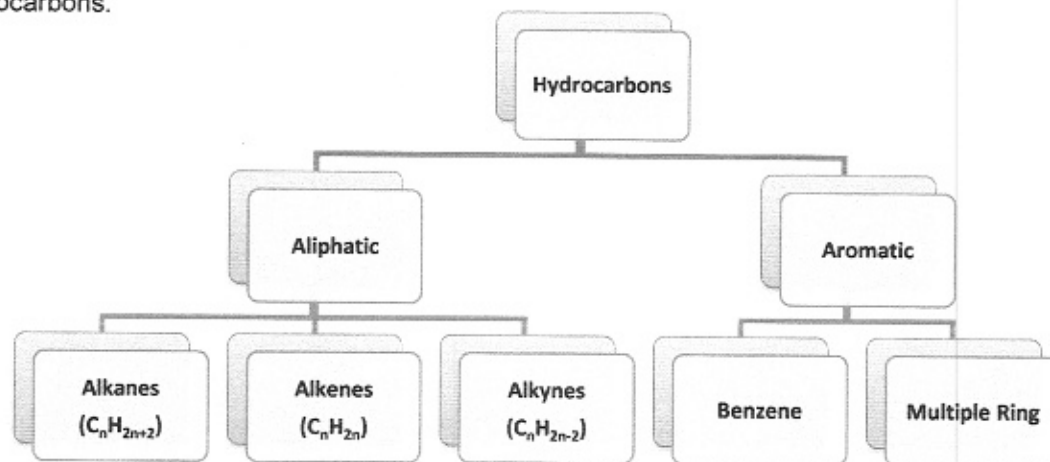 ocarbons.
Hydrocarbons
Aliphatic
Aromatic
Alkanes
(CₙH₂ₙ₊₂)
Alkenes
(CₙH₂ₙ)
Alkynes
(CₙH₂ₙ₋₂)
Benzene
Multiple Ring